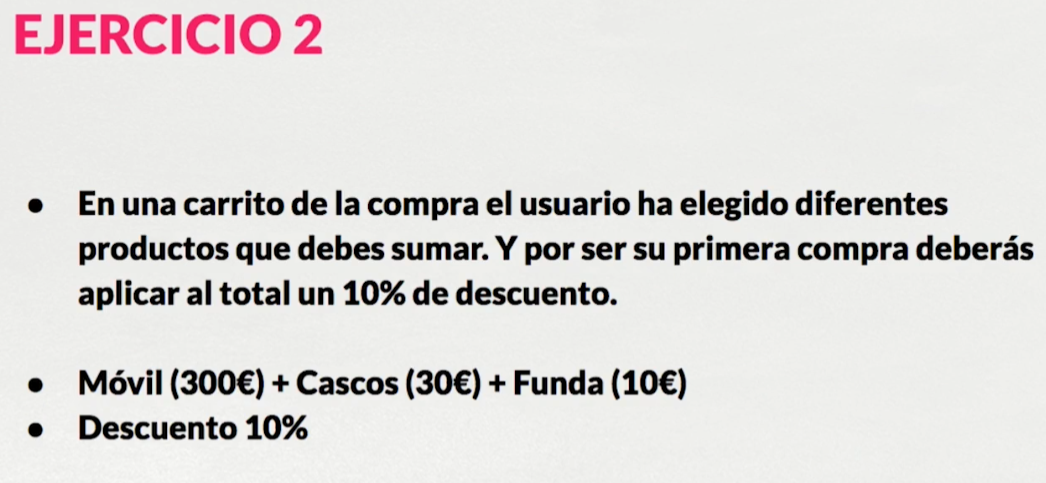 EJERCICIO 2
● En una carrito de la compra el usuario ha elegido diferentes
productos que debes sumar. Y por ser su primera compra deberás
aplicar al total un 10% de descuento.
● Móvil (300€) + Cascos (30€) + Funda (10€)
● Descuento 10%